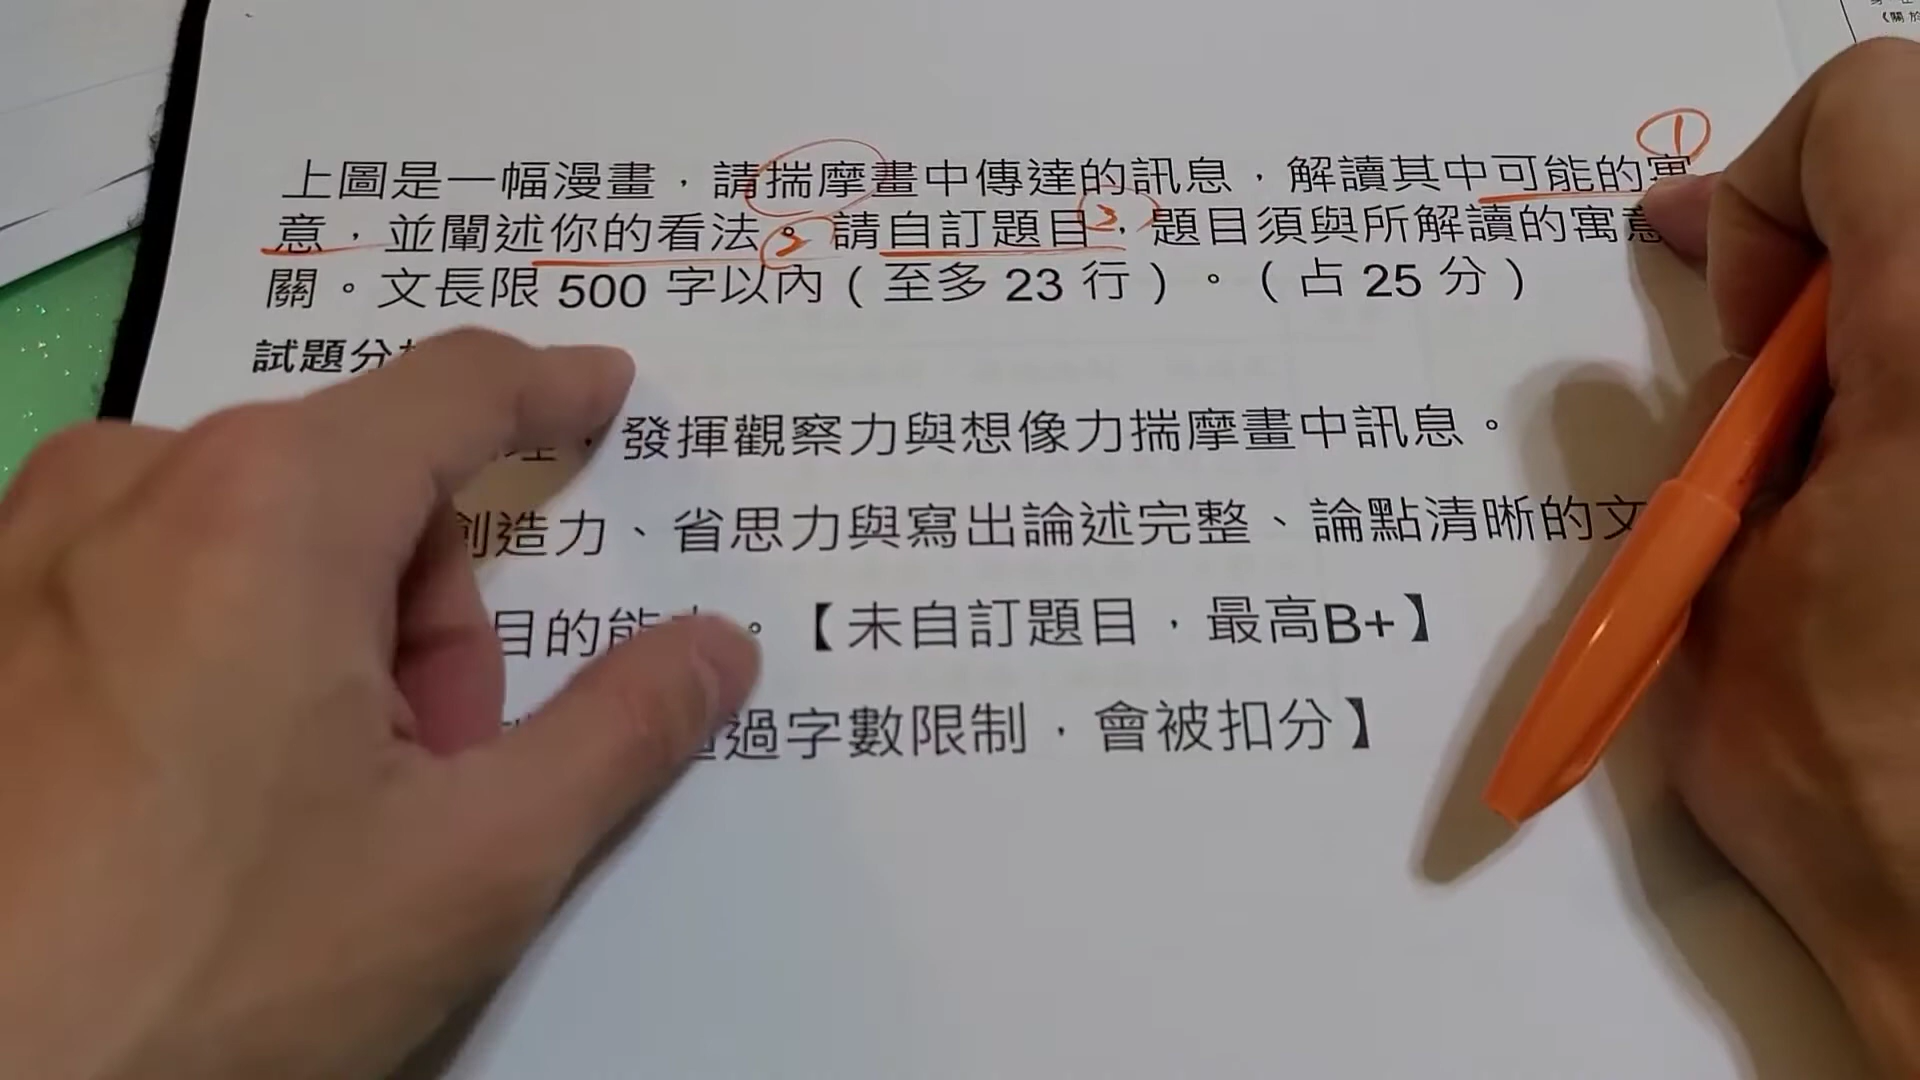 《關於
①
上圖是一幅漫畫，請揣摩畫中傳達的訊息，解讀其中可能的寓
意，並闡述你的看法。請自訂題目，題目須與所解讀的寓意
2
3
關。文長限 500 字以內（至多 23 行）。（占 25 分）
試題分
，發揮觀察力與想像力揣摩畫中訊息。
創造力、省思力與寫出論述完整、論點清晰的文
目的能 。【未自訂題目，最高B+】
過字數限制，會被扣分】